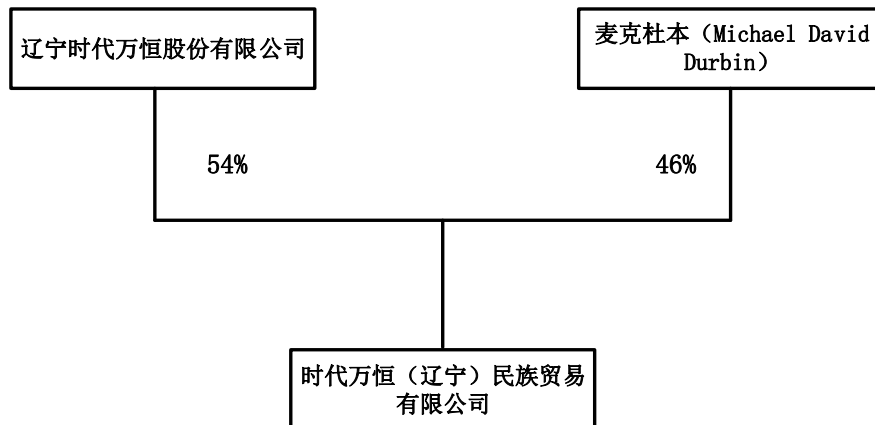 辽宁时代万恒股份有限公司
麦克杜本（Michael David
Durbin）
54%
46%
时代万恒（辽宁）民族贸易
有限公司